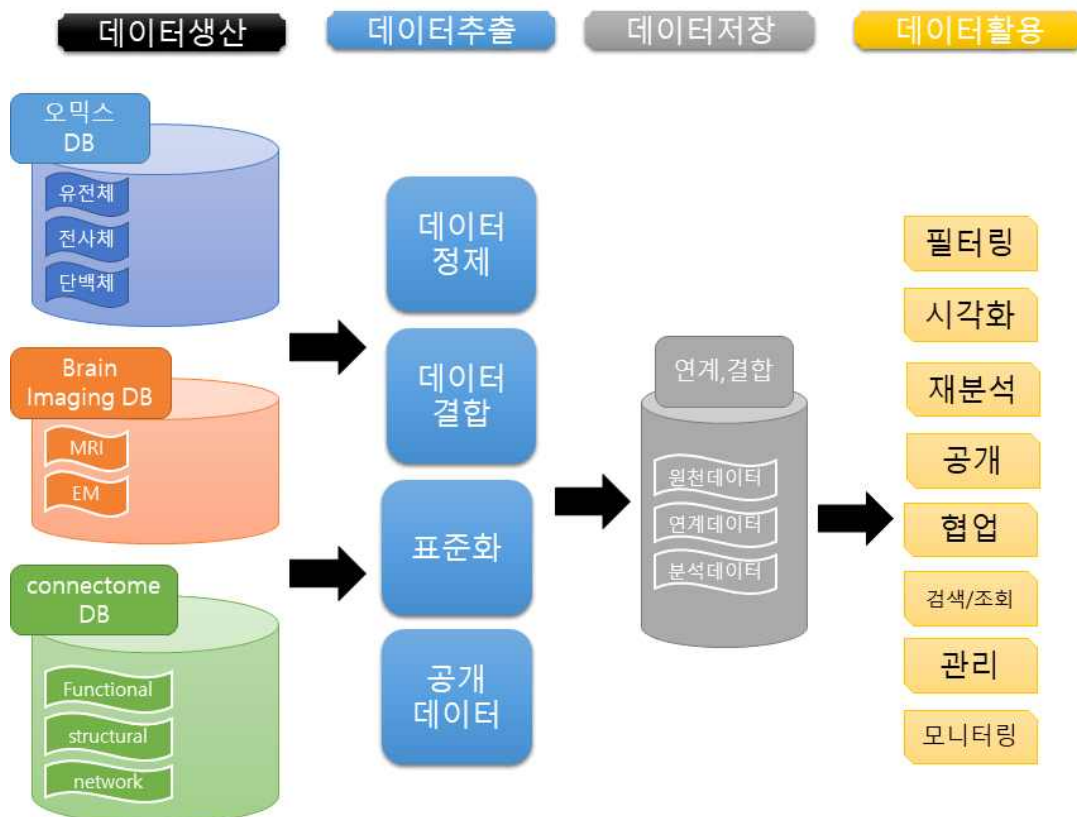 데이터생산
데이터추출
데이터저장
데이터활용
오믹스
DB
유전체
전사체
단백체
Brain
Imaging DB
MRI
EM
connectome
DB
Functional
structural
network
데이터
정제
데이터
결합
표준화
공개
데이터
연계,결합
원천데이터
연계데이터
분석데이터
필터링
시각화
재분석
공개
협업
검색/조회
관리
모니터링